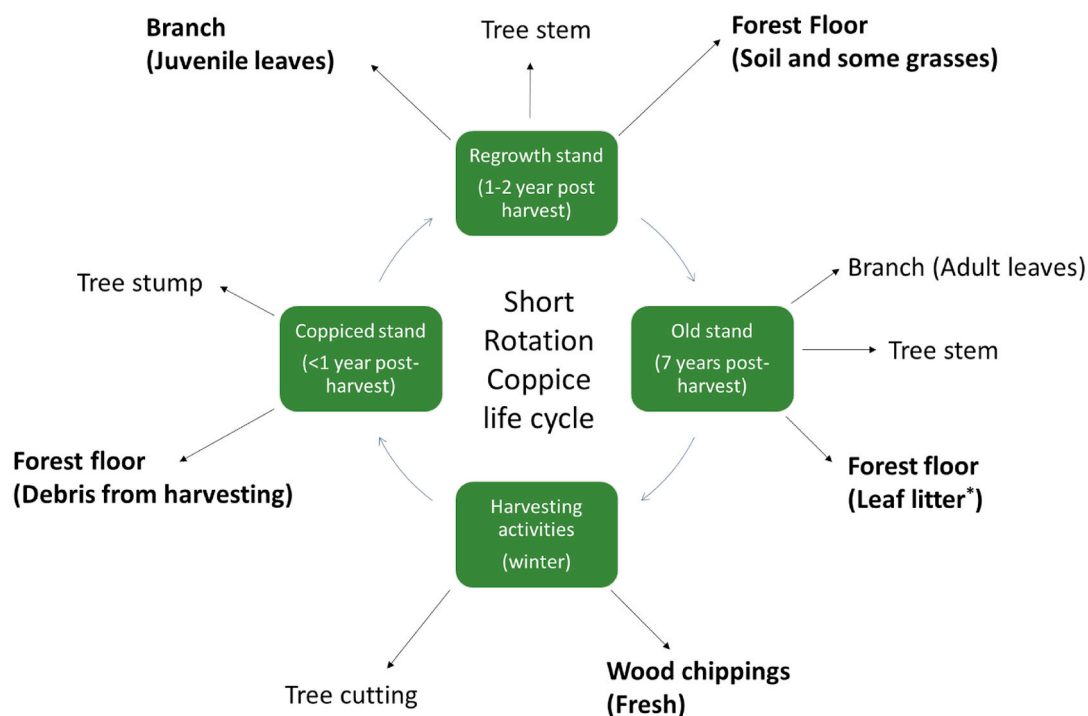 Branch
(Juvenile leaves)
Tree stem
Forest Floor
(Soil and some grasses)
Regrowth stand
(1-2 year post
harvest)
Tree stump
Coppiced stand
(<1 year post-
harvest)
Short
Rotation
Coppice
life cycle
Old stand
(7 years post-
harvest)
Branch (Adult leaves)
Tree stem
Forest floor
(Debris from harvesting)
Forest floor
(Leaf litter*)
Harvesting
activities
(winter)
Tree cutting
Wood chippings
(Fresh)